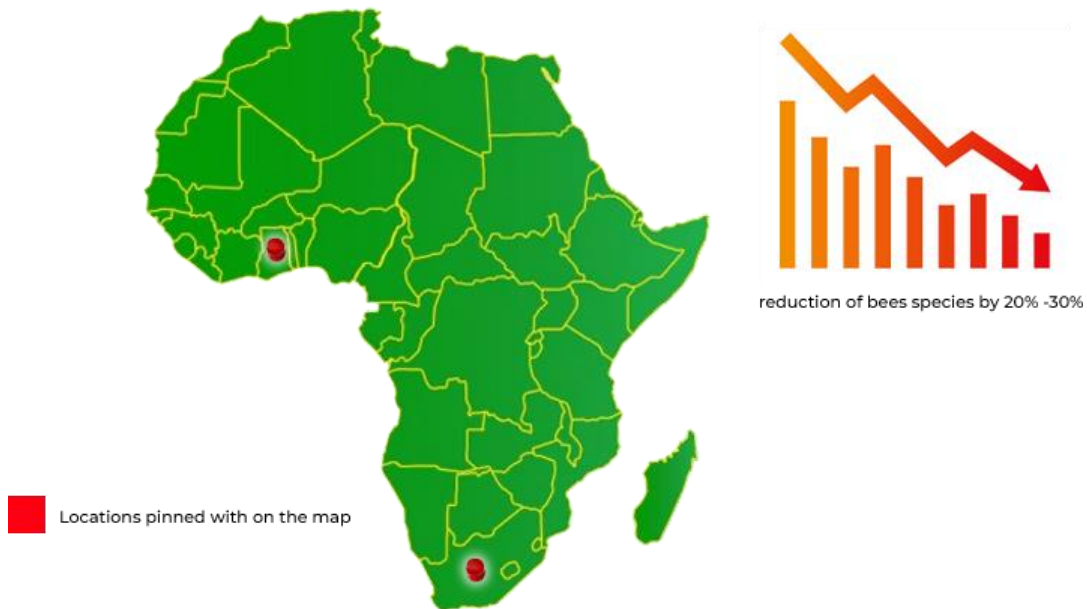 reduction of bees species by 20% -30%
Locations pinned with on the map